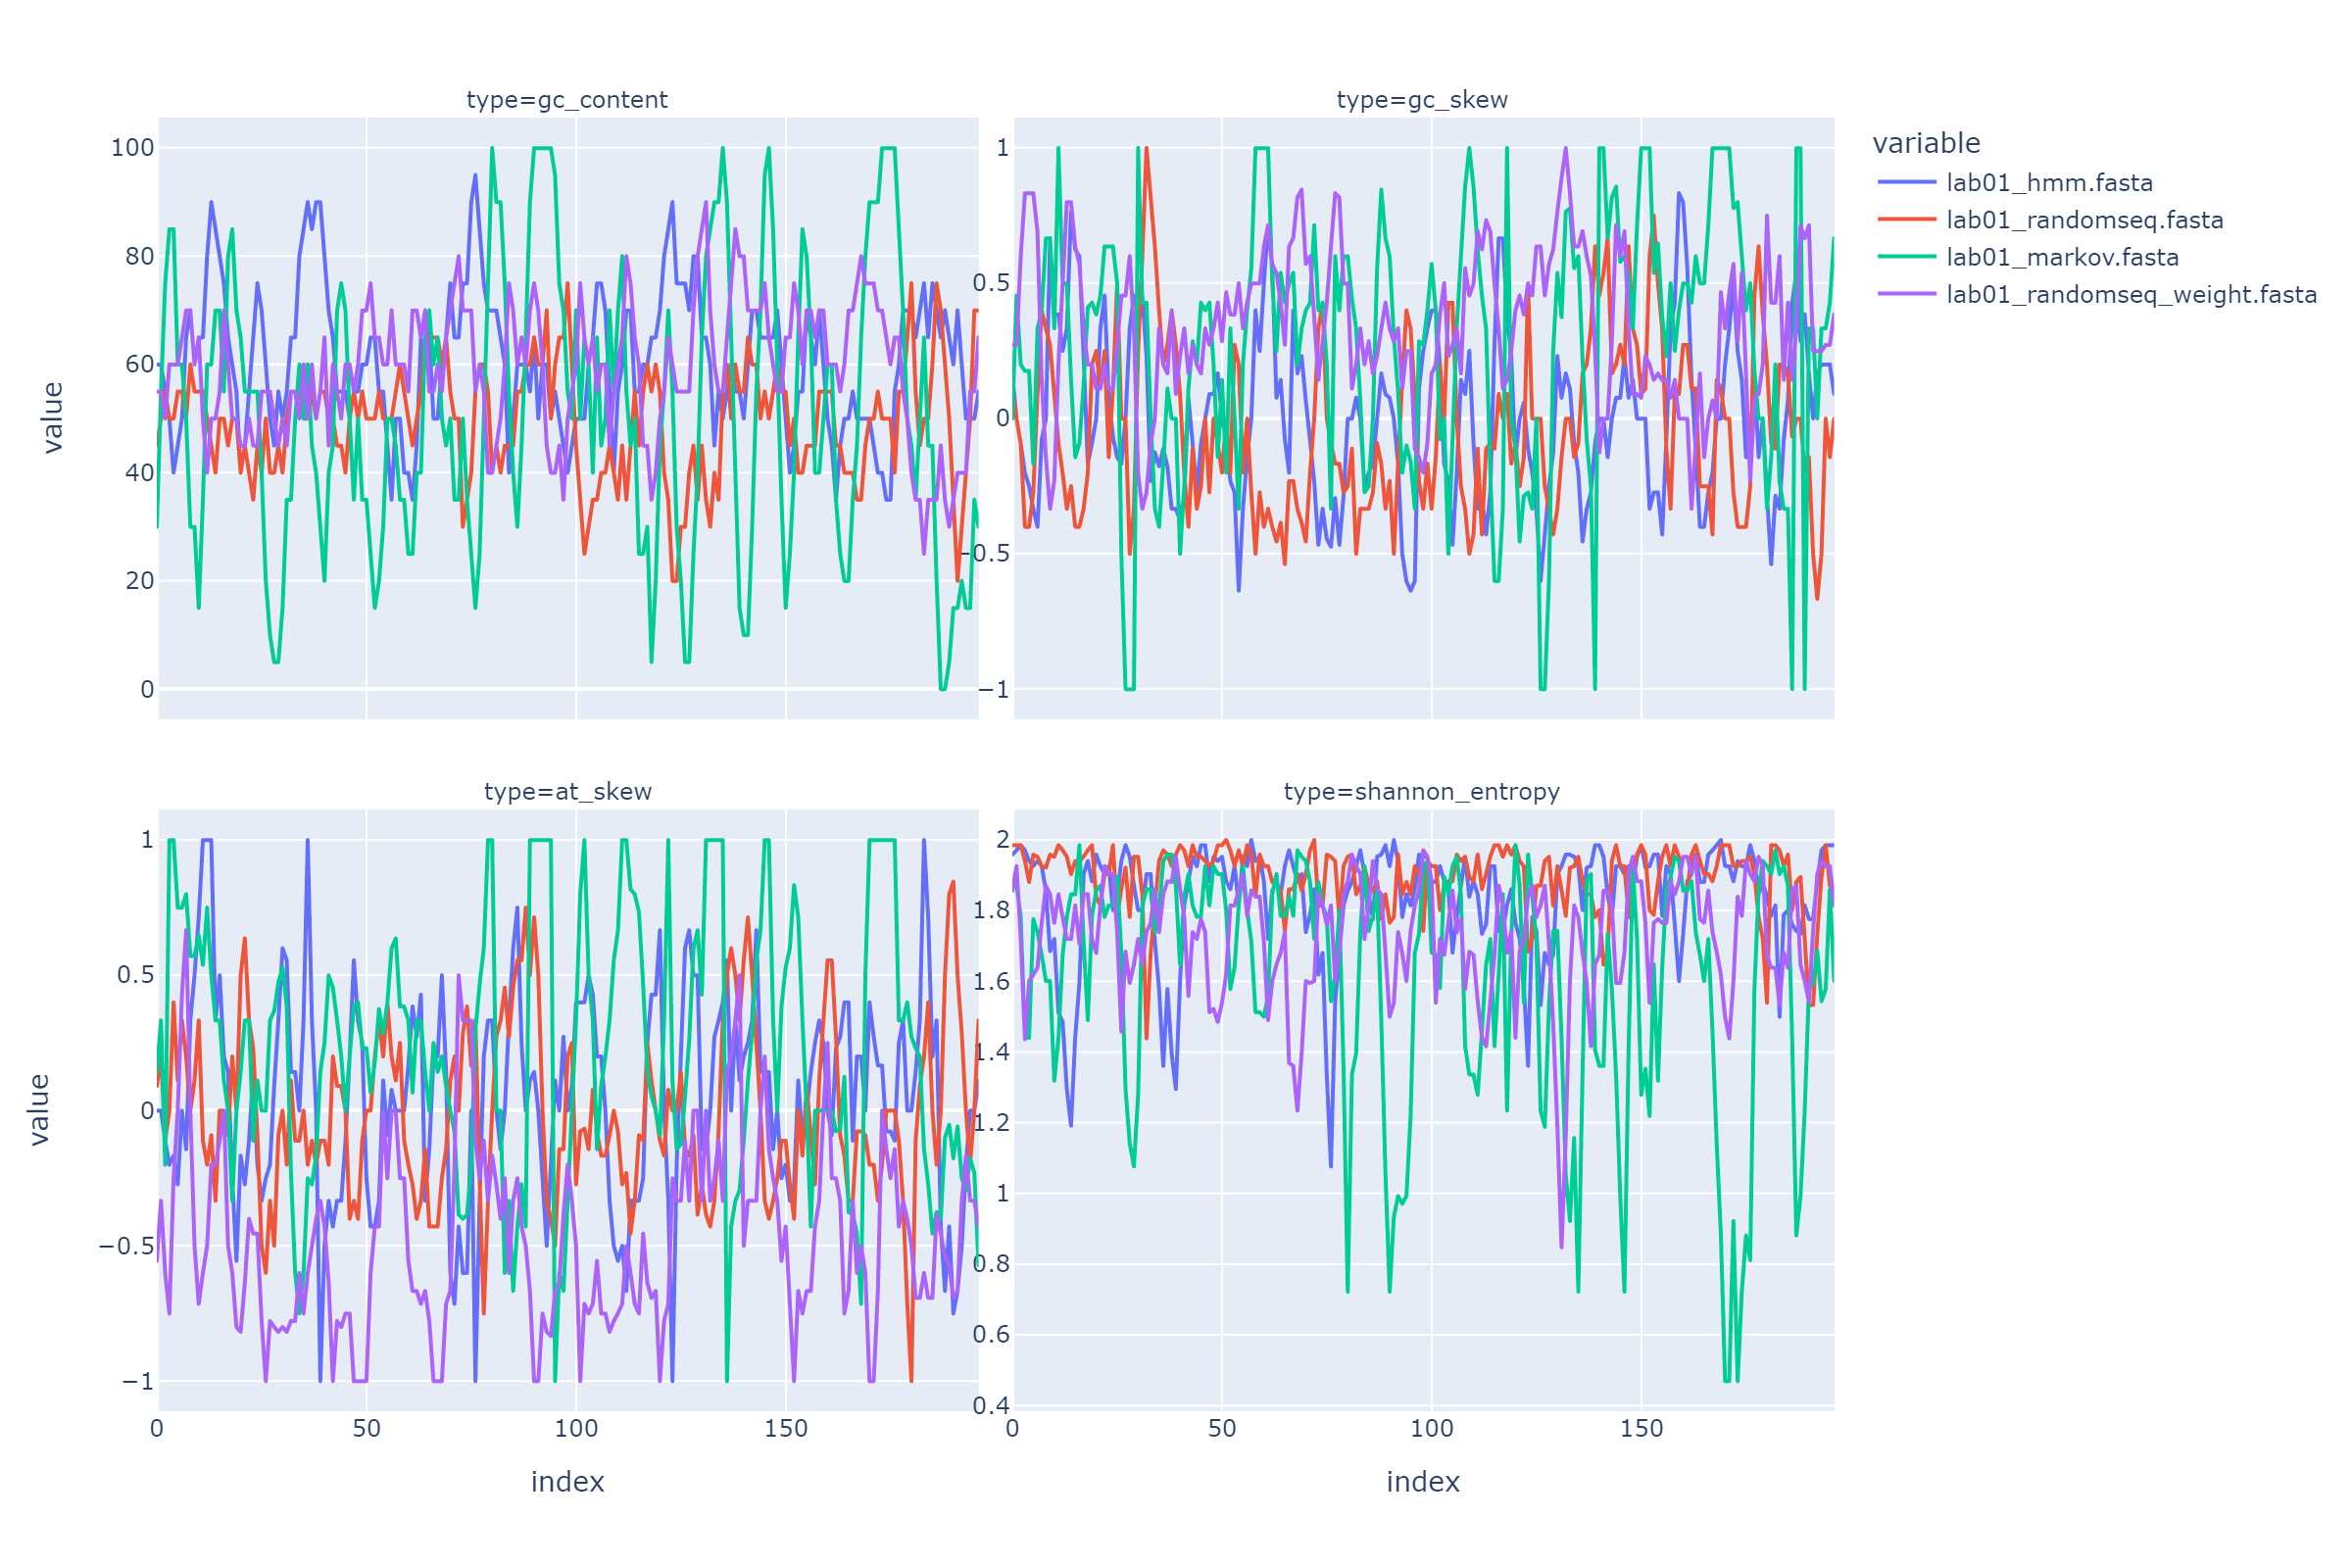 type=gc_content
type=gc_skew
variable
lab01_hmm.fasta
lab01_randomseq.fasta
lab01_markov.fasta
lab01_randomseq_weight.fasta
value
100
80
60
40
20
0
1
0.5
0
−0.5
−1
type=at_skew
type=shannon_entropy
value
1
0.5
0
−0.5
−1
2
1.8
1.6
1.4
1.2
1
0.8
0.6
0.4
0 50 100 150
0 50 100 150
index
index